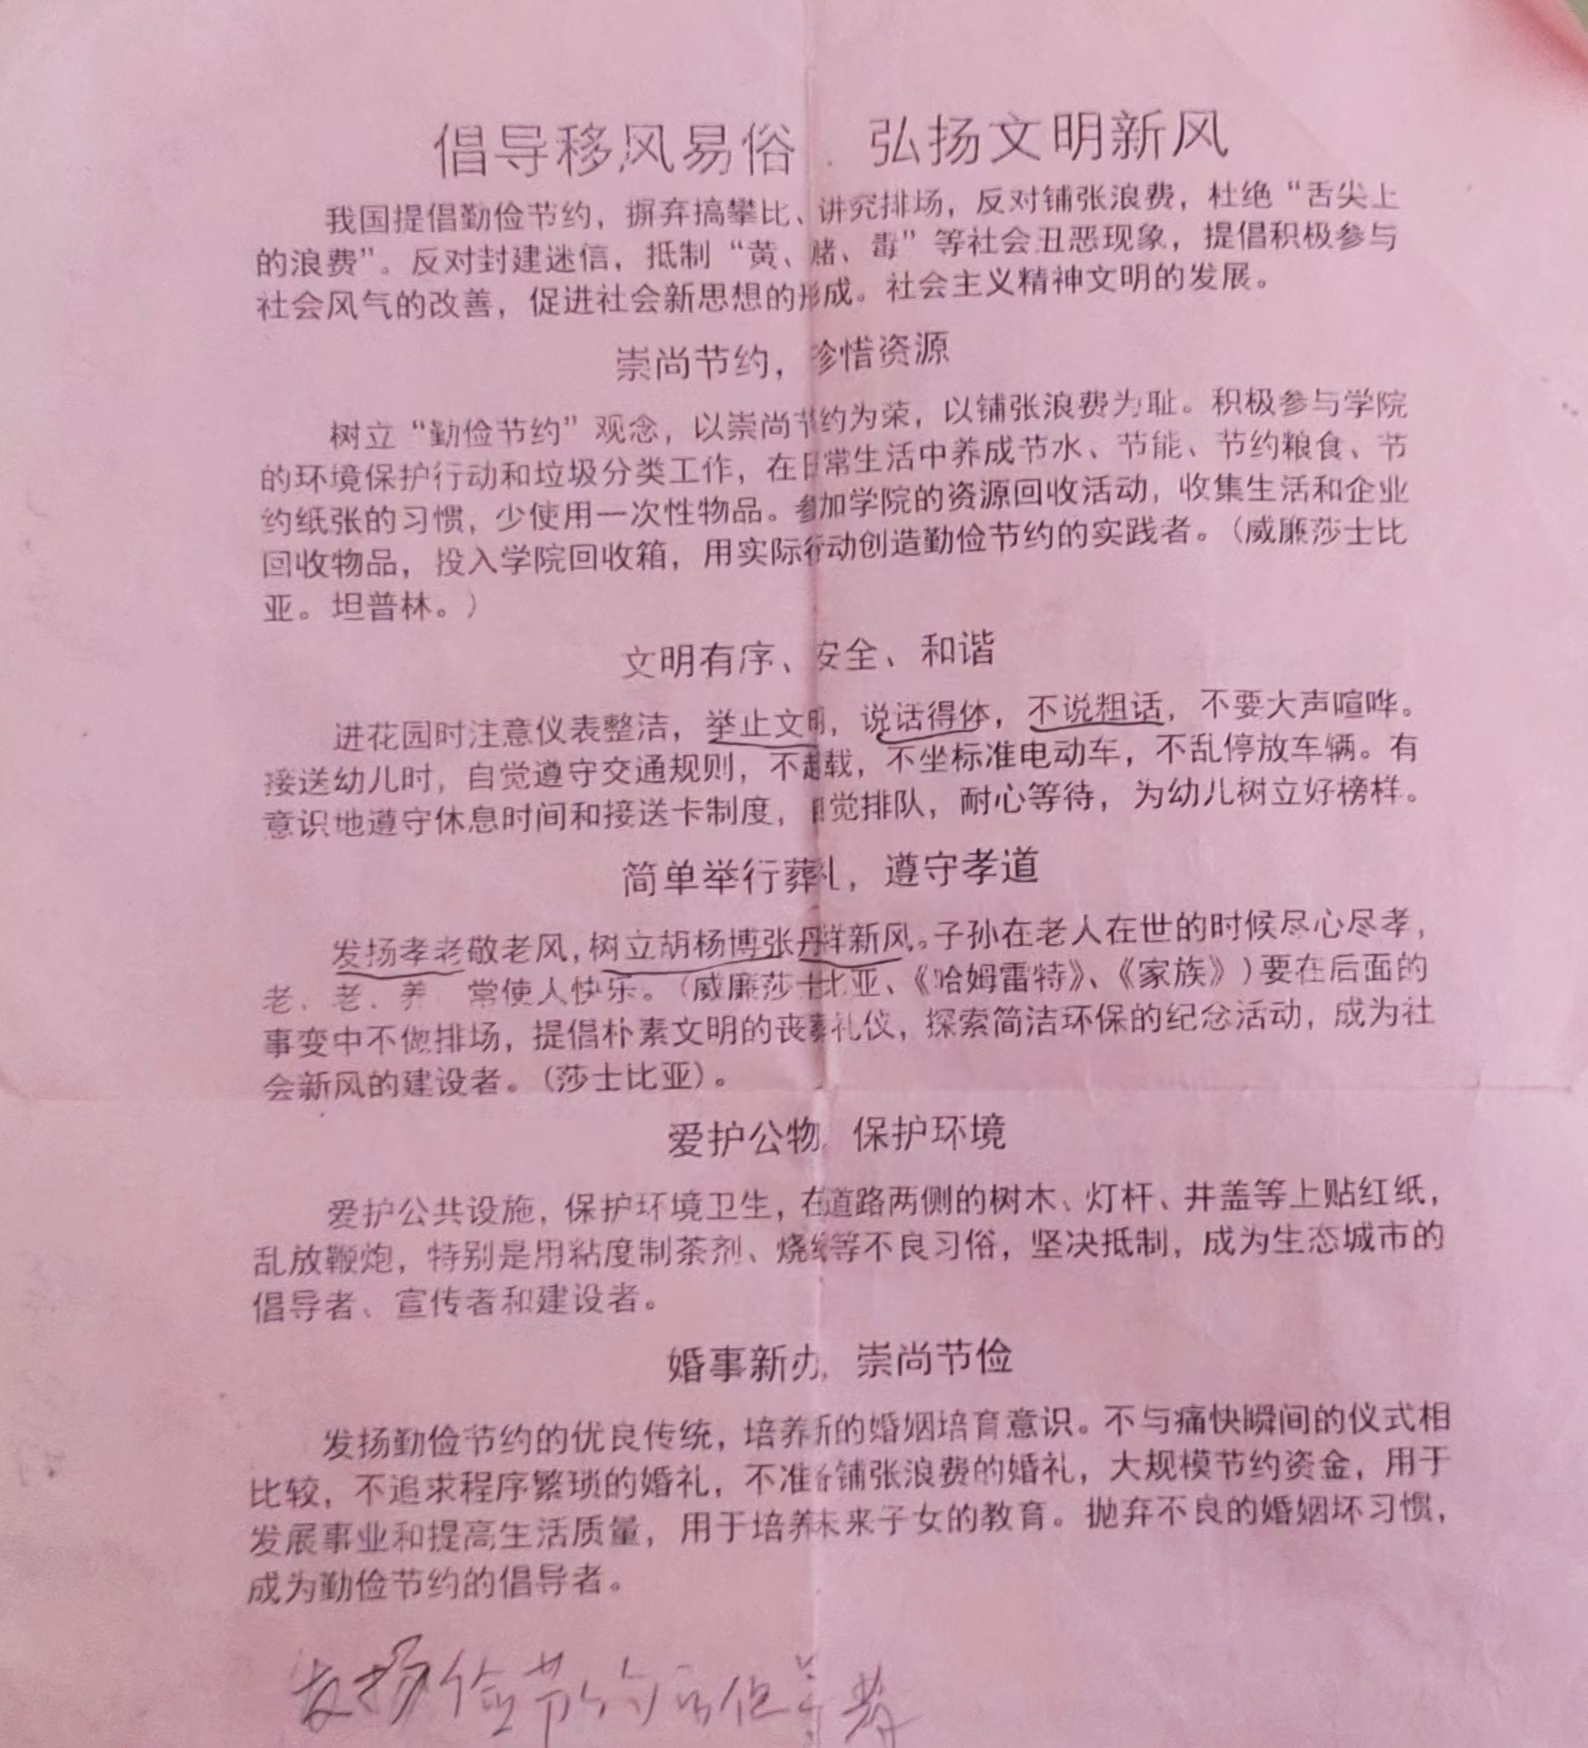 倡导移风易俗 弘扬文明新风
我国提倡勤俭节约，摒弃搞攀比、讲究排场，反对铺张浪费，杜绝“舌尖上
的浪费”。反对封建迷信，抵制“黄、赌、毒”等社会丑恶现象，提倡积极参与
社会风气的改善，促进社会新思想的形成。社会主义精神文明的发展。
崇尚节约，珍惜资源
树立“勤俭节约”观念，以崇尚节约为荣，以铺张浪费为耻。积极参与学院
的环境保护行动和垃圾分类工作，在日常生活中养成节水、节能、节约粮食、节
约纸张的习惯，少使用一次性物品。参加学院的资源回收活动，收集生活和企业
回收物品，投入学院回收箱，用实际行动创造勤俭节约的实践者。（威廉莎士比
亚。坦普林。）
文明有序、安全、和谐
进花园时注意仪表整洁，举止文明，说话得体，不说粗话，不要大声喧哗。
接送幼儿时，自觉遵守交通规则，不超载，不坐标准电动车，不乱停放车辆。有
意识地遵守休息时间和接送卡制度，自觉排队，耐心等待，为幼儿树立好榜样。
简单举行葬礼，遵守孝道
发扬孝老敬老风，树立胡杨博张丹祥新风。子孙在老人在世的时候尽心尽孝，
老、老、养 常使人快乐。（威廉莎士比亚、《哈姆雷特》、《家族》）要在后面的
事变中不做排场，提倡朴素文明的丧葬礼仪，探索简洁环保的纪念活动，成为社
会新风的建设者。（莎士比亚）。
爱护公物 保护环境
爱护公共设施，保护环境卫生，在道路两侧的树木、灯杆、井盖等上贴红纸，
乱放鞭炮，特别是用粘度制茶剂、烧纸等不良习俗，坚决抵制，成为生态城市的
倡导者、宣传者和建设者。
婚事新办，崇尚节俭
发扬勤俭节约的优良传统，培养新的婚姻培育意识。不与痛快瞬间的仪式相
比较，不追求程序繁琐的婚礼，不准备铺张浪费的婚礼，大规模节约资金，用于
发展事业和提高生活质量，用于培养未来子女的教育。抛弃不良的婚姻坏习惯，
成为勤俭节约的倡导者。
发扬俭节约